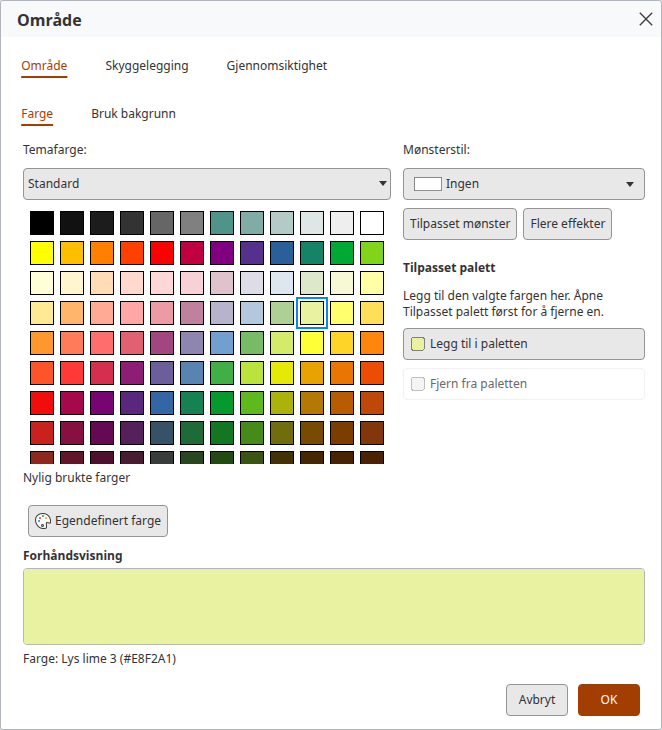 Område
Område Skyggelegging Gjennomsiktighet
Farge Bruk bakgrunn
Temafarge:
Standard
Nylig brukte farger
Egendefinert farge
Mønsterstil:
Ingen
Tilpasset mønster Flere effekter
Tilpasset palett
Legg til den valgte fargen her. Åpne
Tilpasset palett først for å fjerne en.
Legg til i paletten
Fjern fra paletten
Forhåndsvisning
Farge: Lys lime 3 (#E8F2A1)
Avbryt OK